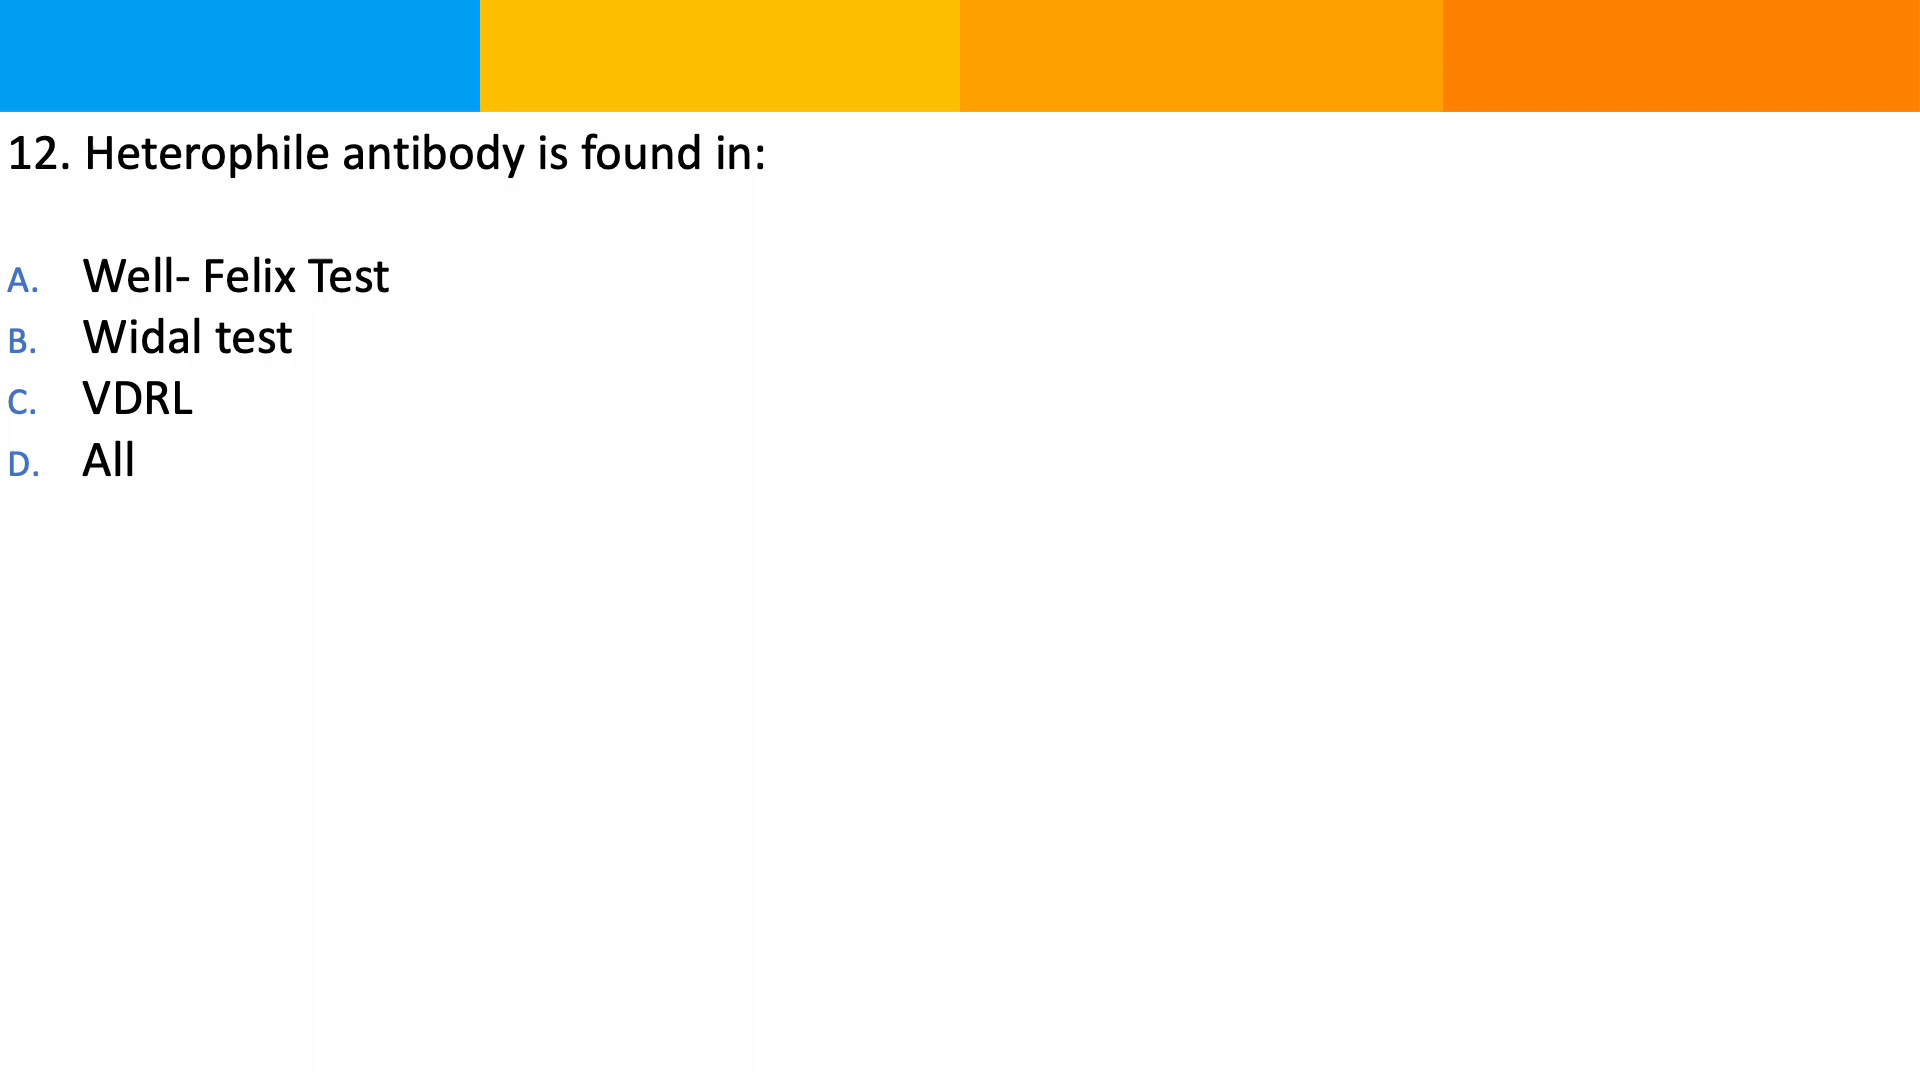 12. Heterophile antibody is found in:
A. Well- Felix Test
B. Widal test
C. VDRL
D. All